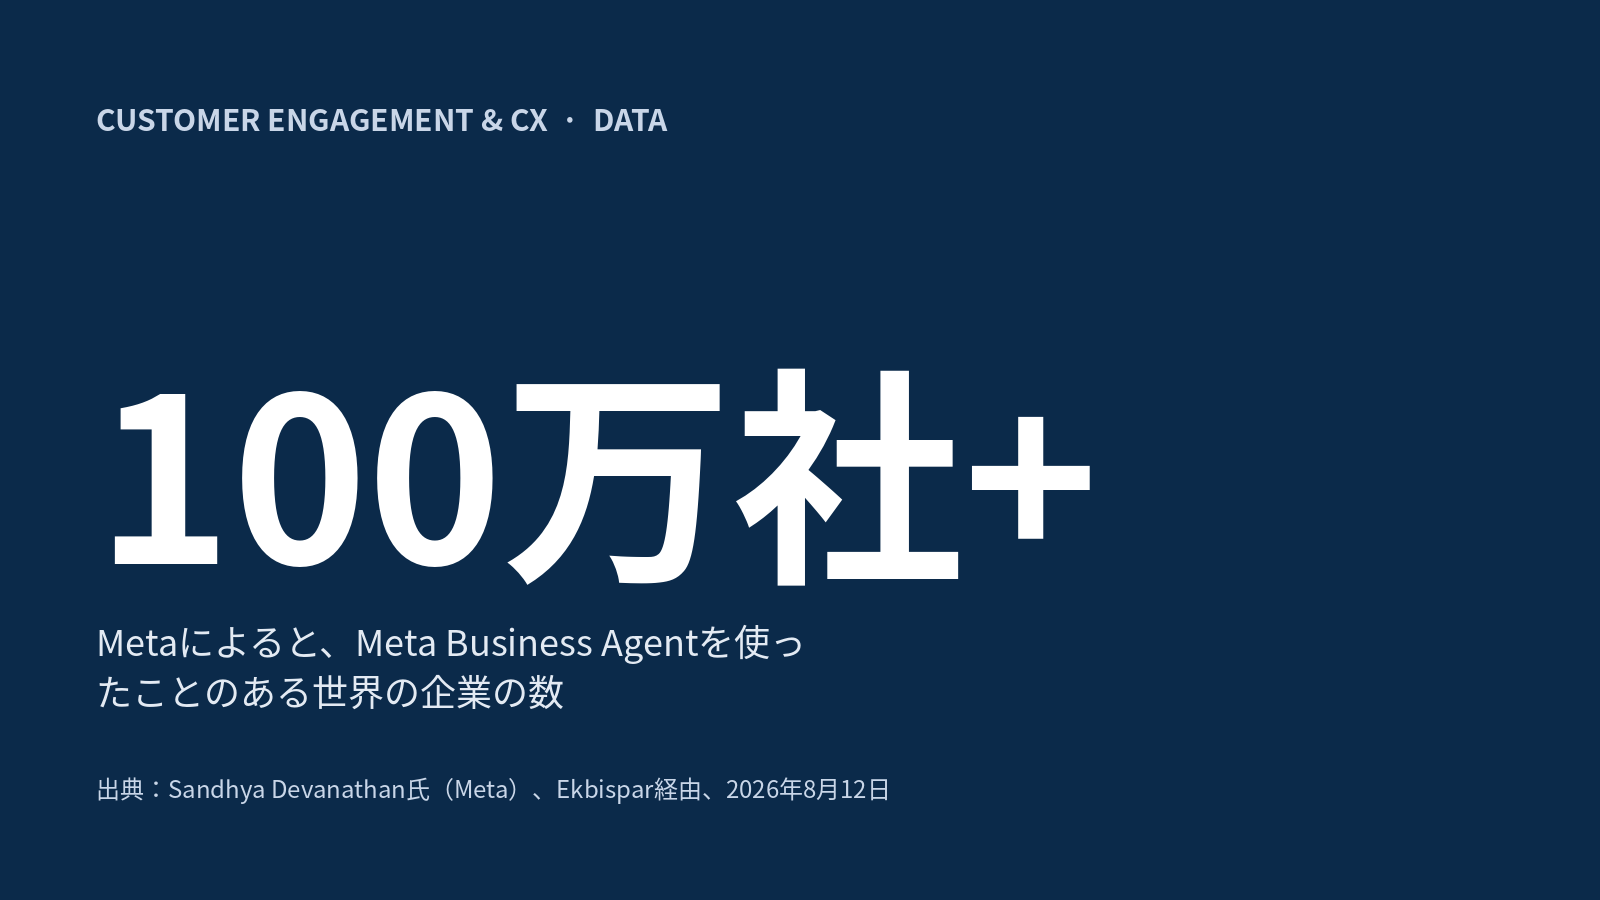 CUSTOMER ENGAGEMENT & CX · DATA
100万社+
Metaによると、Meta Business Agentを使っ
たことのある世界の企業の数
出典：Sandhya Devanathan氏（Meta）、Ekbispar経由、2026年8月12日